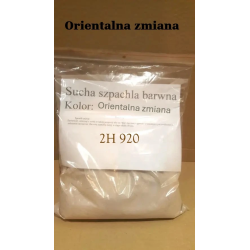 Orientalna zmiana
Sucha szpachla barwna
Kolor: Orientalna zmiana
2H 920